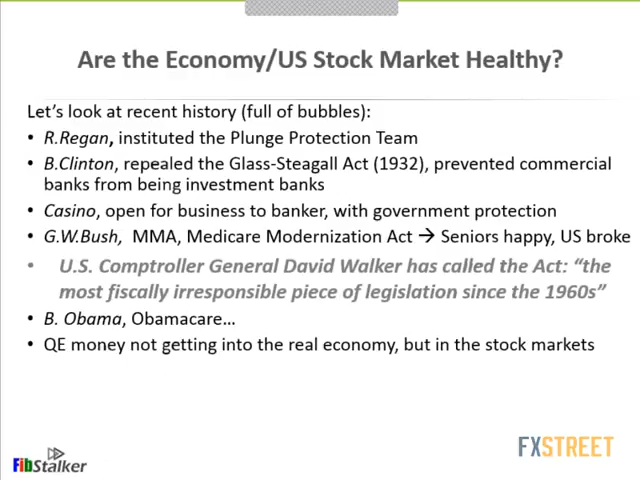 Are the Economy/US Stock Market Healthy?
Let's look at recent history (full of bubbles):
• R.Regan, instituted the Plunge Protection Team
• B.Clinton, repealed the Glass-Steagall Act (1932), prevented commercial
banks from being investment banks
• Casino, open for business to banker, with government protection
• G.W.Bush, MMA, Medicare Modernization Act → Seniors happy, US broke
• U.S. Comptroller General David Walker has called the Act: “the
most fiscally irresponsible piece of legislation since the 1960s”
• B. Obama, Obamacare…
• QE money not getting into the real economy, but in the stock markets
FibStalker
FXSTREET